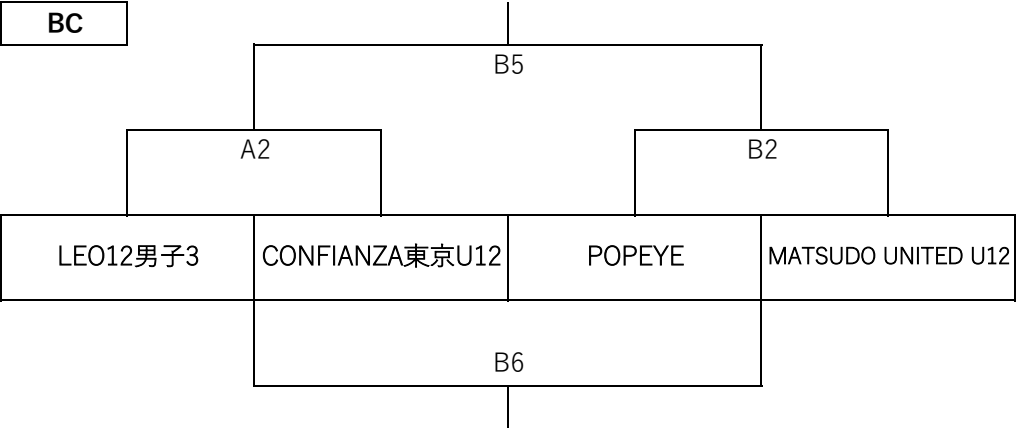 BC
B5
A2
B2
LEO12男子3
CONFIANZA東京U12
POPEYE
MATSUDO UNITED U12
B6